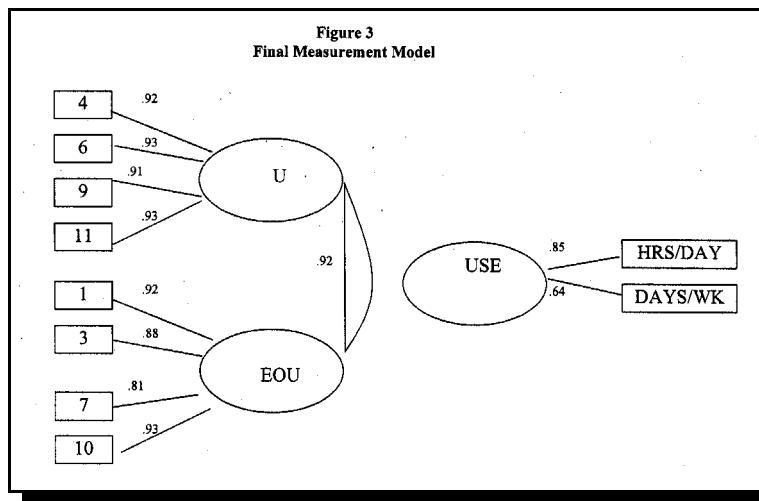 Figure 3
Final Measurement Model
4
.92
6
.93
9
.91
11
.93
U
1
.92
3
.88
7
.81
10
.93
EOU
.92
USE
.85
HRS/DAY
.64
DAYS/WK